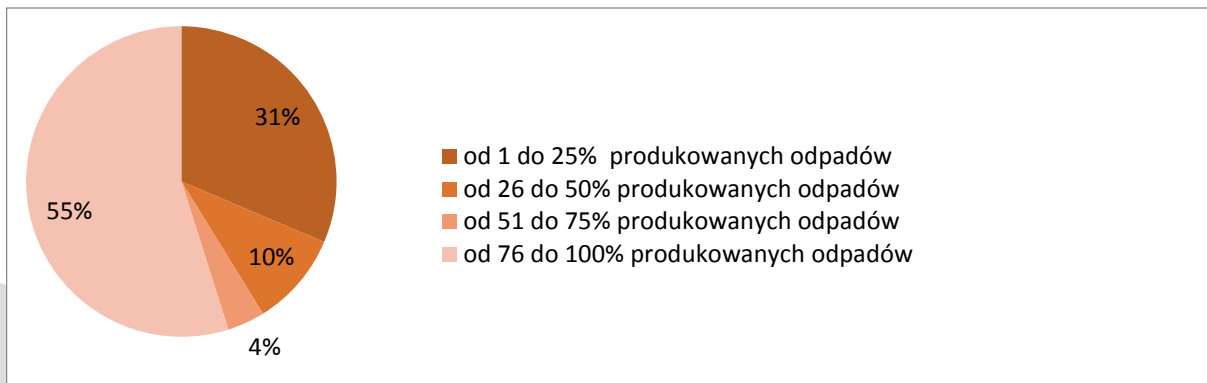 31%
10%
4%
55%
od 1 do 25%  produkowanych odpadów
od 26 do 50% produkowanych odpadów
od 51 do 75% produkowanych odpadów
od 76 do 100% produkowanych odpadów